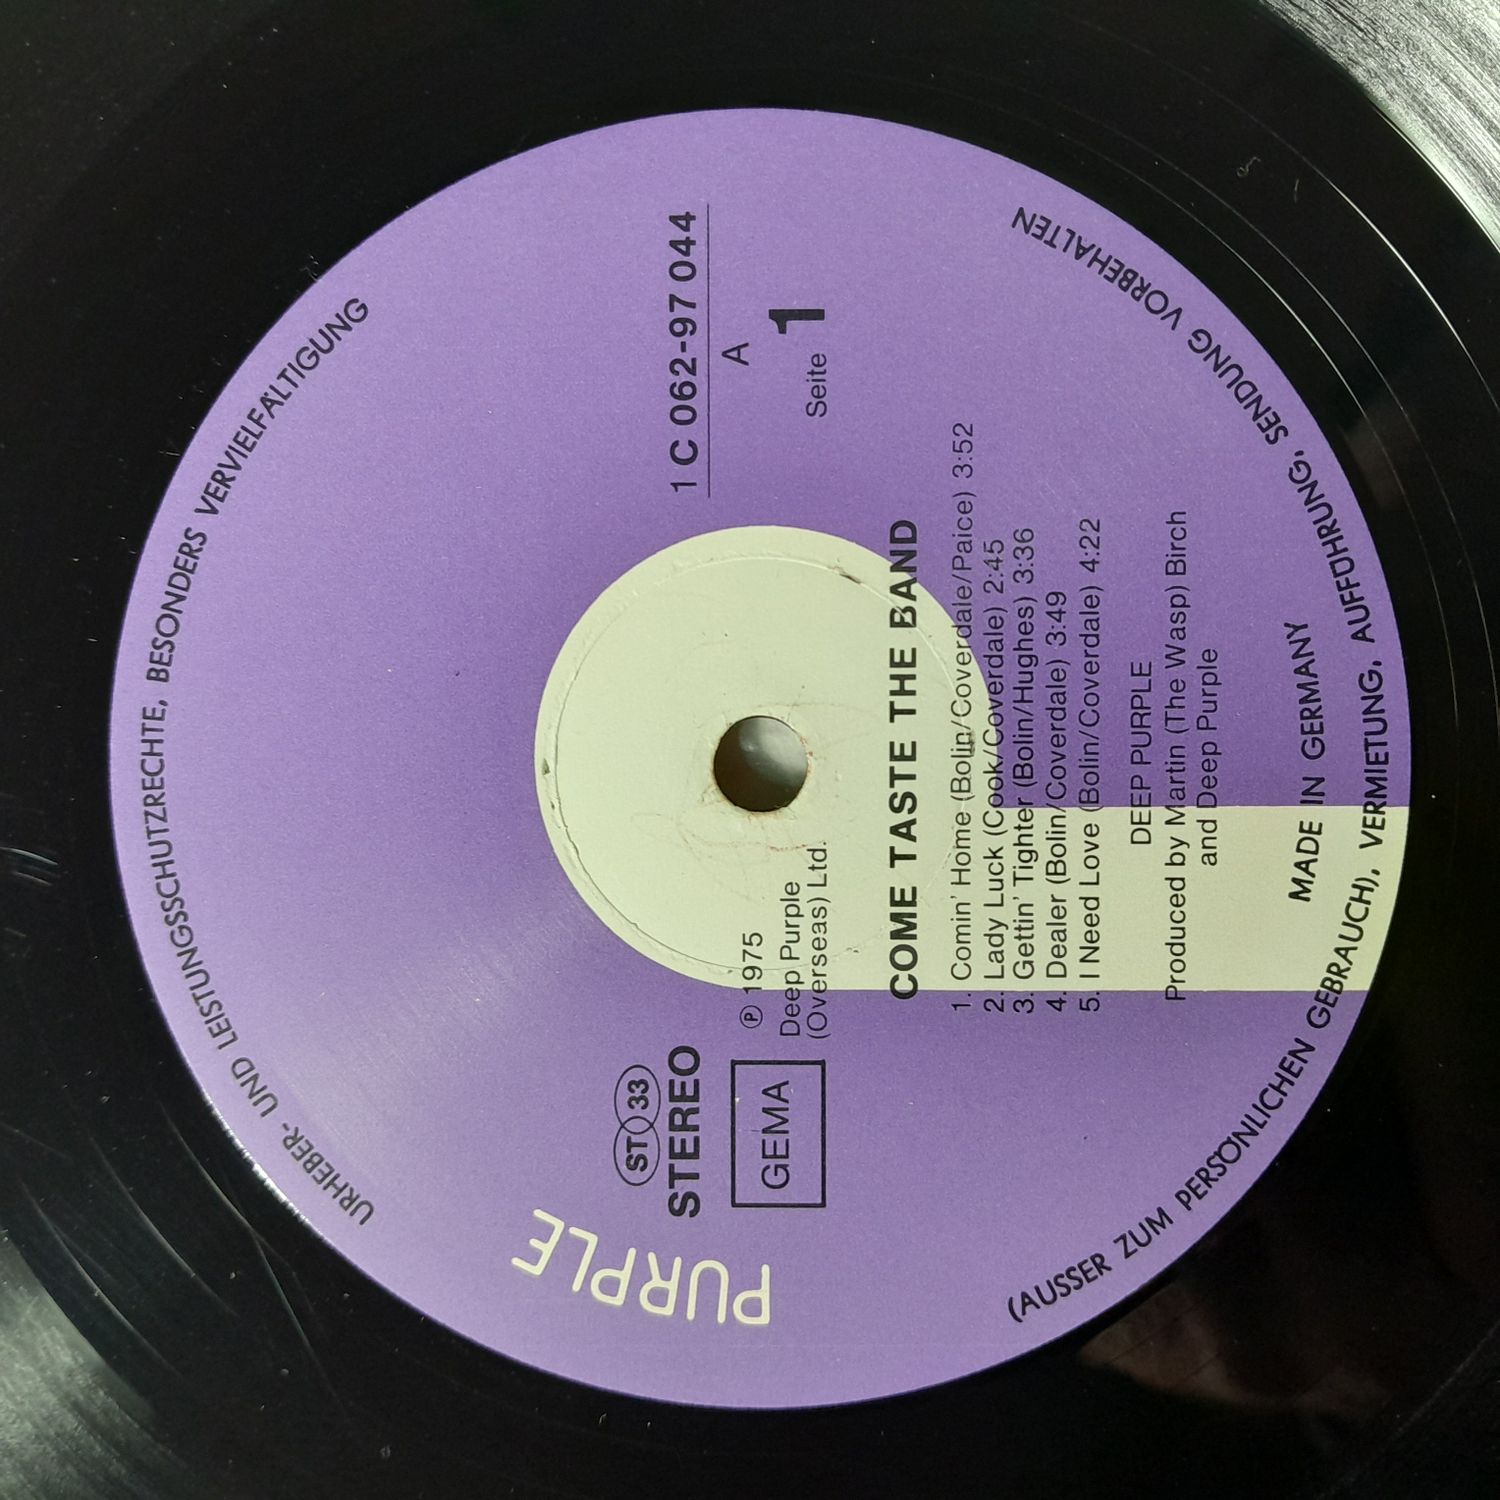 URHEBER- UND LEISTUNGSSCHUTZRECHTE, BESONDERS VERVIELFÄLTIGUNG
(AUSSER ZUM PERSÖNLICHEN GEBRAUCH), VERMIETUNG, AUFFÜHRUNG, SENDUNG VORBEHALTEN
PURPLE
ST 33
STEREO
GEMA
1 C 062-97 044
A
Seite 1
℗ 1975
Deep Purple
(Overseas) Ltd.
COME TASTE THE BAND
1. Comin' Home (Bolin/Coverdale/Paice) 3:52
2. Lady Luck (Cook/Coverdale) 2:45
3. Gettin' Tighter (Bolin/Hughes) 3:36
4. Dealer (Bolin/Coverdale) 3:49
5. I Need Love (Bolin/Coverdale) 4:22
DEEP PURPLE
Produced by Martin (The Wasp) Birch
and Deep Purple
MADE IN GERMANY